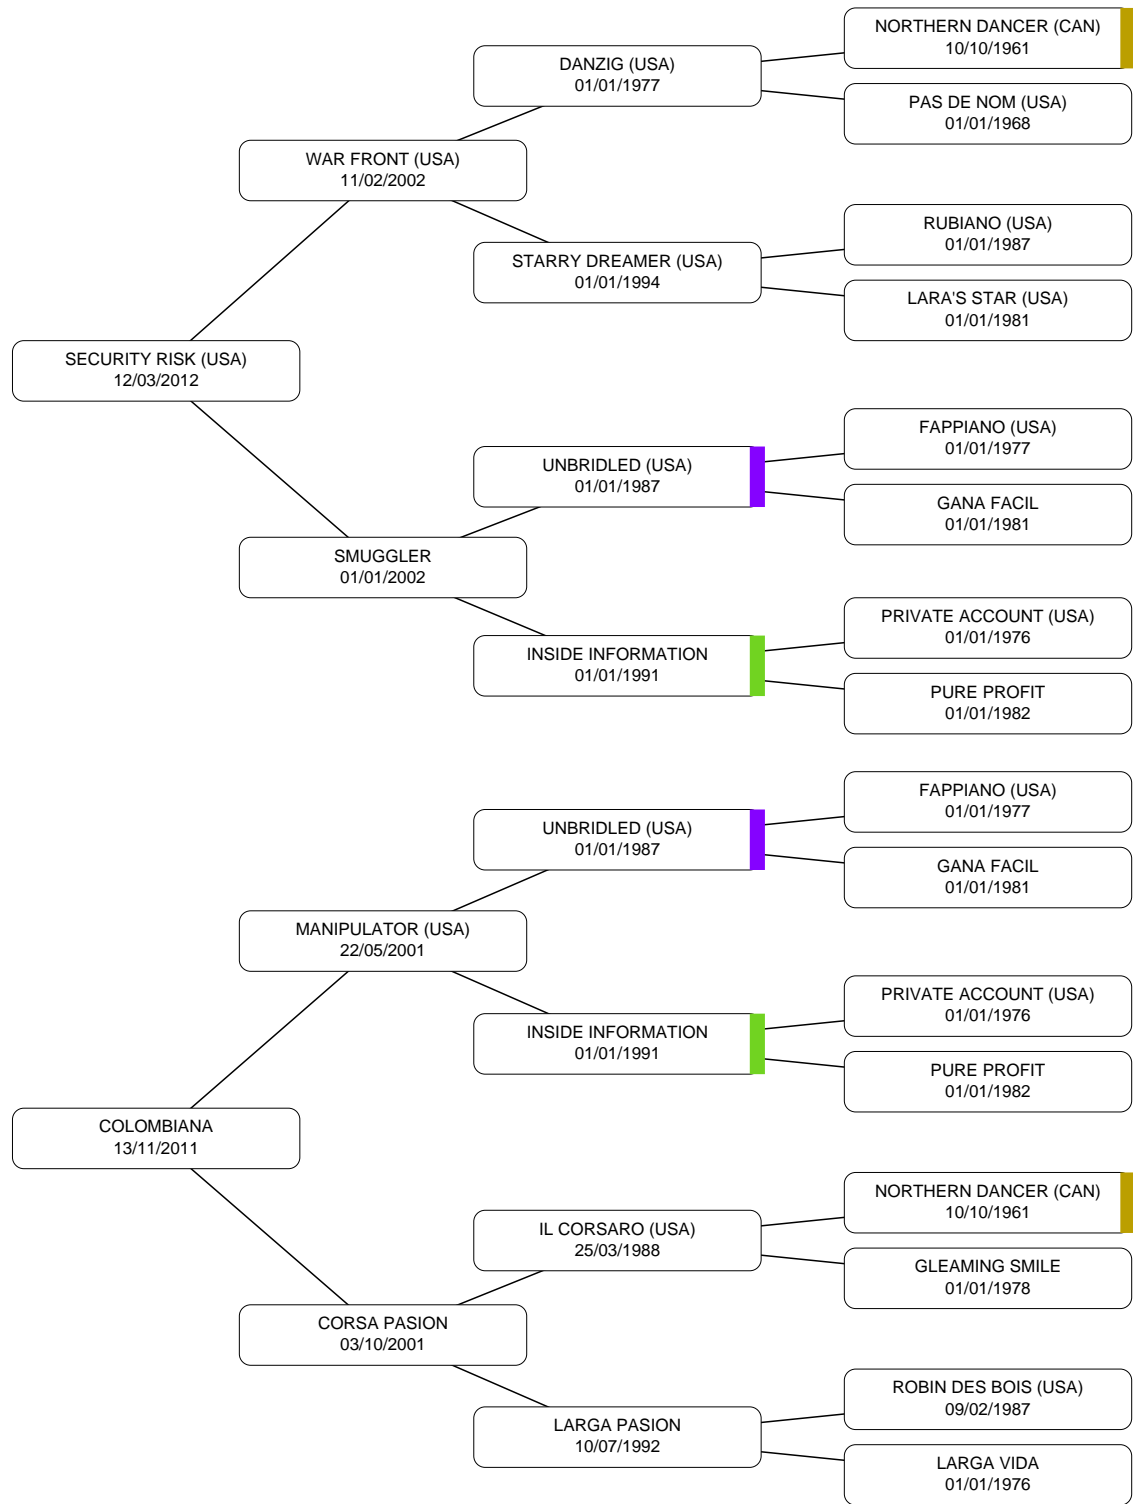 NORTHERN DANCER (CAN)
10/10/1961
DANZIG (USA)
01/01/1977
PAS DE NOM (USA)
01/01/1968
WAR FRONT (USA)
11/02/2002
RUBIANO (USA)
01/01/1987
STARRY DREAMER (USA)
01/01/1994
LARA'S STAR (USA)
01/01/1981
SECURITY RISK (USA)
12/03/2012
FAPPIANO (USA)
01/01/1977
UNBRIDLED (USA)
01/01/1987
GANA FACIL
01/01/1981
SMUGGLER
01/01/2002
PRIVATE ACCOUNT (USA)
01/01/1976
INSIDE INFORMATION
01/01/1991
PURE PROFIT
01/01/1982
FAPPIANO (USA)
01/01/1977
UNBRIDLED (USA)
01/01/1987
GANA FACIL
01/01/1981
MANIPULATOR (USA)
22/05/2001
PRIVATE ACCOUNT (USA)
01/01/1976
INSIDE INFORMATION
01/01/1991
PURE PROFIT
01/01/1982
COLOMBIANA
13/11/2011
NORTHERN DANCER (CAN)
10/10/1961
IL CORSARO (USA)
25/03/1988
GLEAMING SMILE
01/01/1978
CORSA PASION
03/10/2001
ROBIN DES BOIS (USA)
09/02/1987
LARGA PASION
10/07/1992
LARGA VIDA
01/01/1976